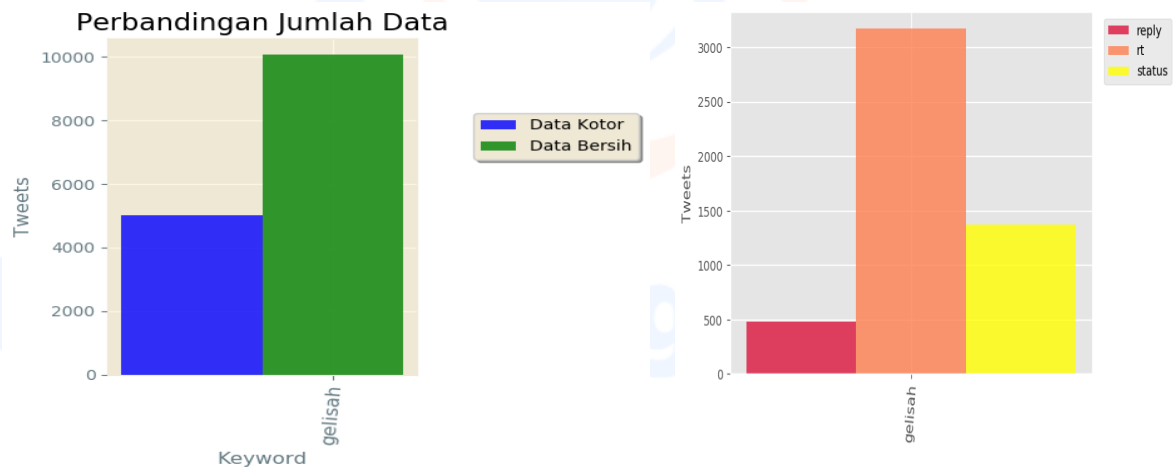 Perbandingan Jumlah Data
10000
8000
6000
4000
2000
0
Tweets
gelisah
Keyword
Data Kotor
Data Bersih
3000
2500
2000
1500
1000
500
0
Tweets
gelisah
reply
rt
status